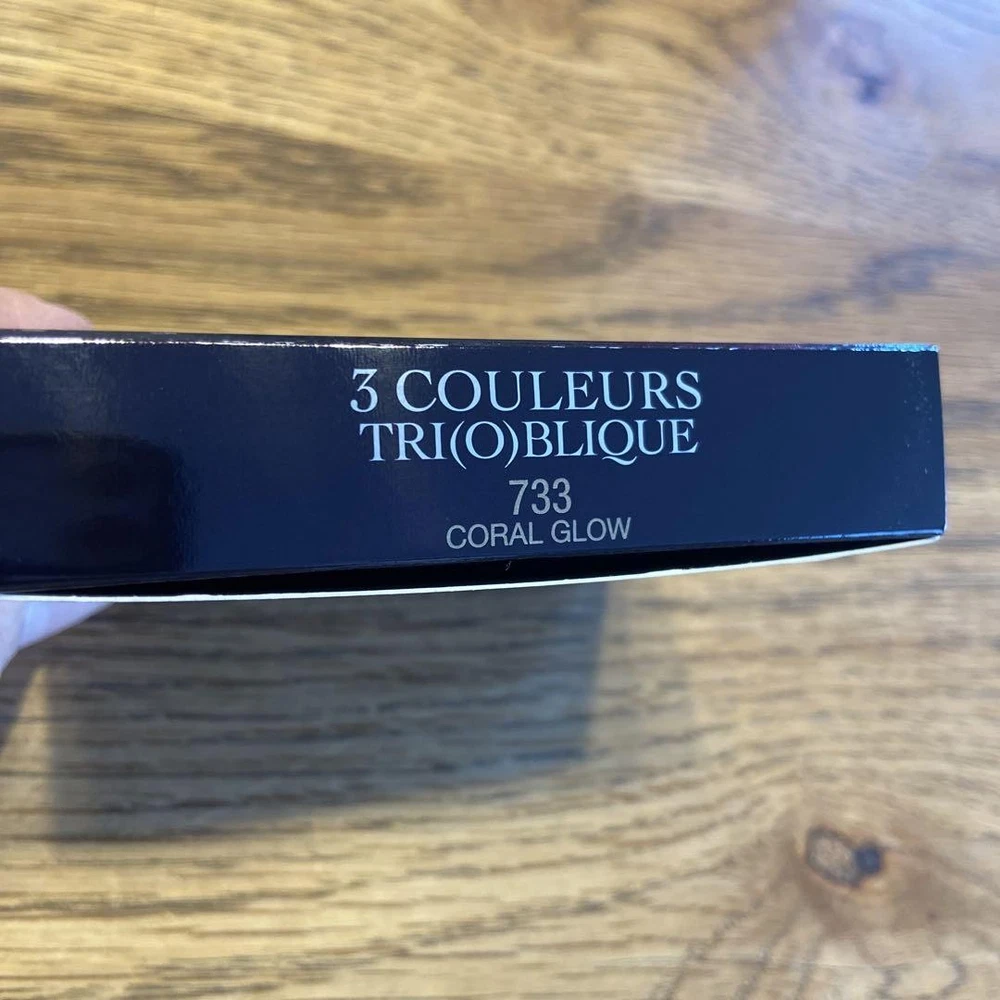 3 COULEURS
TRI(O)BLIQUE
733
CORAL GLOW